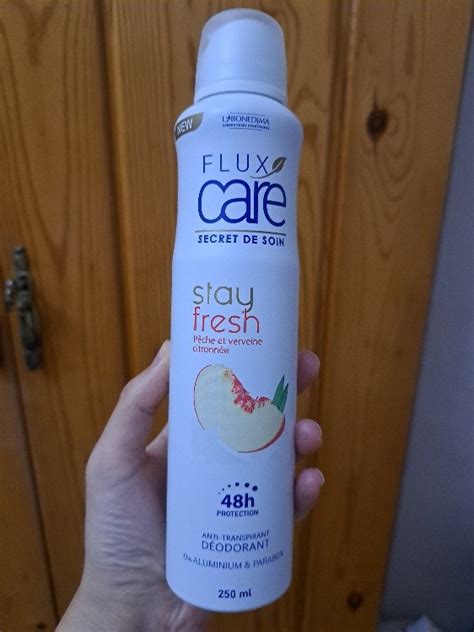 NEW
LABONEDIMA
FLUX
care
SECRET DE SOIN
stay
fresh
Pêche et verveine
citronnée
48h
PROTECTION
ANTI-TRANSPIRANT
DÉODORANT
0% ALUMINIUM & PARABEN
250 ml